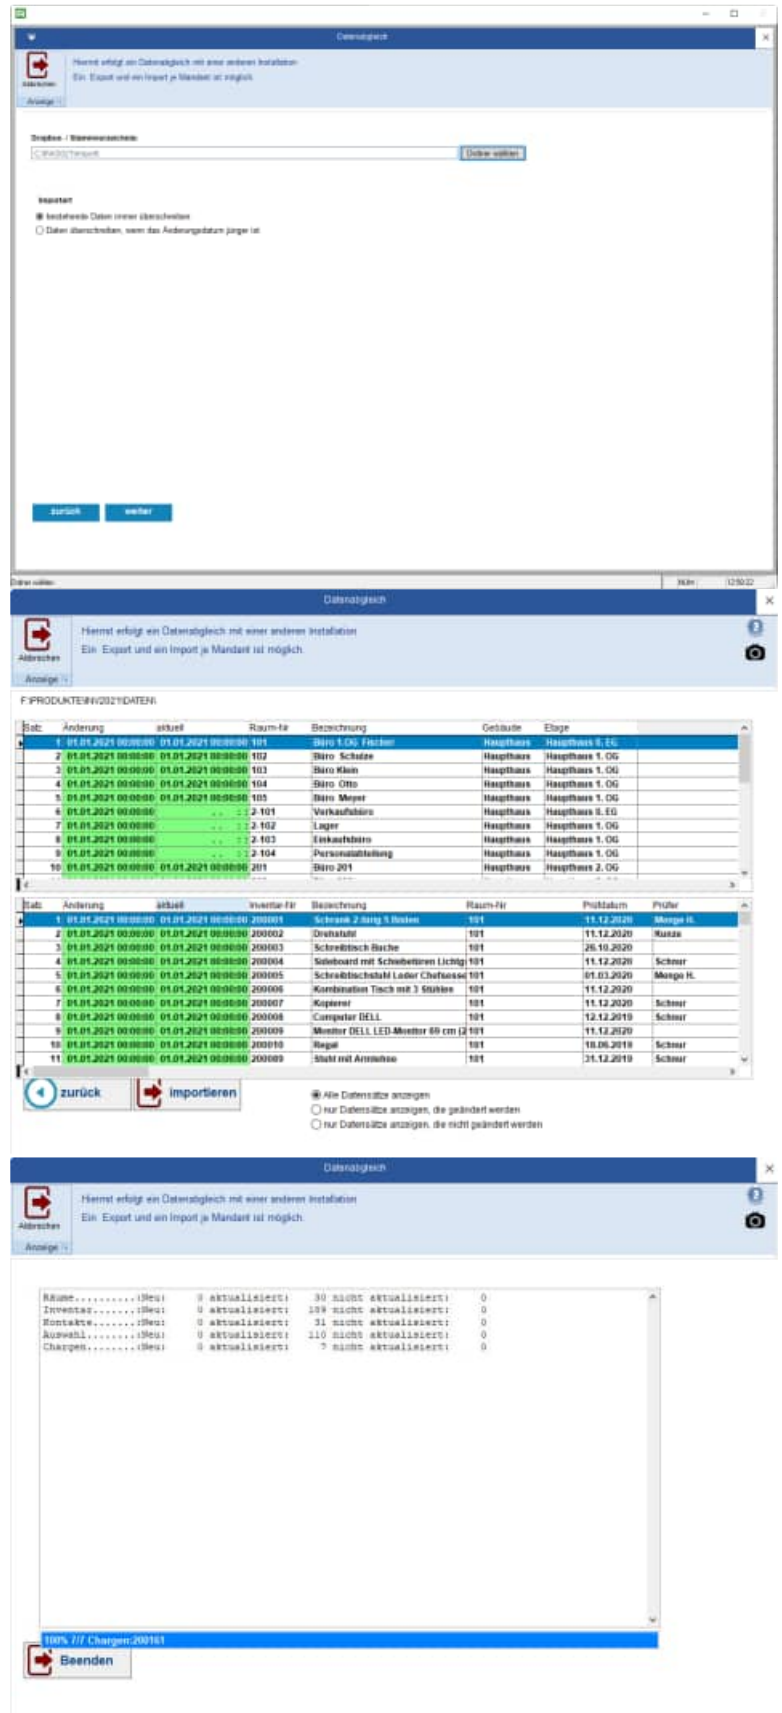 Datenabgleich
Hiermit erfolgt ein Datenabgleich mit einer anderen Installation
Ein Export und ein Import je Mandant ist möglich.
Abbrechen
Anzeige
Dropbox- / Stammverzeichnis
Ordner wählen
Importart
bestehende Daten immer überschreiben
Daten überschreiben, wenn das Änderungsdatum jünger ist
zurück weiter
Ordner wählen NUM
Datenabgleich
Hiermit erfolgt ein Datenabgleich mit einer anderen Installation
Ein Export und ein Import je Mandant ist möglich.
Abbrechen
Anzeige
F:\PRODUKTE\INV2021\DATEN\
Satz Änderung aktuell Raum-Nr Bezeichnung Gebäude Etage
1 01.01.2021 00:00:00 01.01.2021 00:00:00 101 Büro 1.OG Fischer Haupthaus Haupthaus 0. EG
2 01.01.2021 00:00:00 01.01.2021 00:00:00 102 Büro Schulze Haupthaus Haupthaus 1. OG
3 01.01.2021 00:00:00 01.01.2021 00:00:00 103 Büro Klein Haupthaus Haupthaus 1. OG
4 01.01.2021 00:00:00 01.01.2021 00:00:00 104 Büro Otto Haupthaus Haupthaus 1. OG
5 01.01.2021 00:00:00 01.01.2021 00:00:00 105 Büro Meyer Haupthaus Haupthaus 1. OG
6 01.01.2021 00:00:00 . . : : 2-101 Verkaufsbüro Haupthaus Haupthaus 0. EG
7 01.01.2021 00:00:00 . . : : 2-102 Lager Haupthaus Haupthaus 1. OG
8 01.01.2021 00:00:00 . . : : 2-103 Einkaufsbüro Haupthaus Haupthaus 1. OG
9 01.01.2021 00:00:00 . . : : 2-104 Personalabteilung Haupthaus Haupthaus 1. OG
10 01.01.2021 00:00:00 01.01.2021 00:00:00 201 Büro 201 Haupthaus Haupthaus 2. OG
Satz Änderung aktuell Inventar-Nr Bezeichnung Raum-Nr Prüfdatum Prüfer
1 01.01.2021 00:00:00 01.01.2021 00:00:00 200001 Schrank 2.türig 5.Böden 101 11.12.2020 Menge H.
2 01.01.2021 00:00:00 01.01.2021 00:00:00 200002 Drehstuhl 101 11.12.2020 Kunze
3 01.01.2021 00:00:00 01.01.2021 00:00:00 200003 Schreibtisch Buche 101 26.10.2020
4 01.01.2021 00:00:00 01.01.2021 00:00:00 200004 Sideboard mit Schiebetüren Lichtg 101 11.12.2020 Schnur
5 01.01.2021 00:00:00 01.01.2021 00:00:00 200005 Schreibtischstuhl Leder Chefsesse 101 01.03.2020 Menge H.
6 01.01.2021 00:00:00 01.01.2021 00:00:00 200006 Kombination Tisch mit 3 Stühlen 101 11.12.2020
7 01.01.2021 00:00:00 01.01.2021 00:00:00 200007 Kopierer 101 11.12.2020 Schnur
8 01.01.2021 00:00:00 01.01.2021 00:00:00 200008 Computer DELL 101 12.12.2019 Schnur
9 01.01.2021 00:00:00 01.01.2021 00:00:00 200009 Monitor DELL LED-Monitor 69 cm (2 101 11.12.2020
10 01.01.2021 00:00:00 01.01.2021 00:00:00 200010 Regal 101 18.06.2018 Schnur
11 01.01.2021 00:00:00 01.01.2021 00:00:00 200089 Stuhl mit Armlehne 101 31.12.2019 Schnur
zurück importieren
Alle Datensätze anzeigen
nur Datensätze anzeigen, die geändert werden
nur Datensätze anzeigen, die nicht geändert werden
Datenabgleich
Hiermit erfolgt ein Datenabgleich mit einer anderen Installation
Ein Export und ein Import je Mandant ist möglich.
Abbrechen
Anzeige
Räume..........:Neu: 0 aktualisiert: 30 nicht aktualisiert: 0
Inventar.......:Neu: 0 aktualisiert: 189 nicht aktualisiert: 0
Kontakte.......:Neu: 0 aktualisiert: 31 nicht aktualisiert: 0
Auswahl........:Neu: 0 aktualisiert: 110 nicht aktualisiert: 0
Chargen........:Neu: 0 aktualisiert: 7 nicht aktualisiert: 0
100% 7/7 Chargen:200161
Beenden